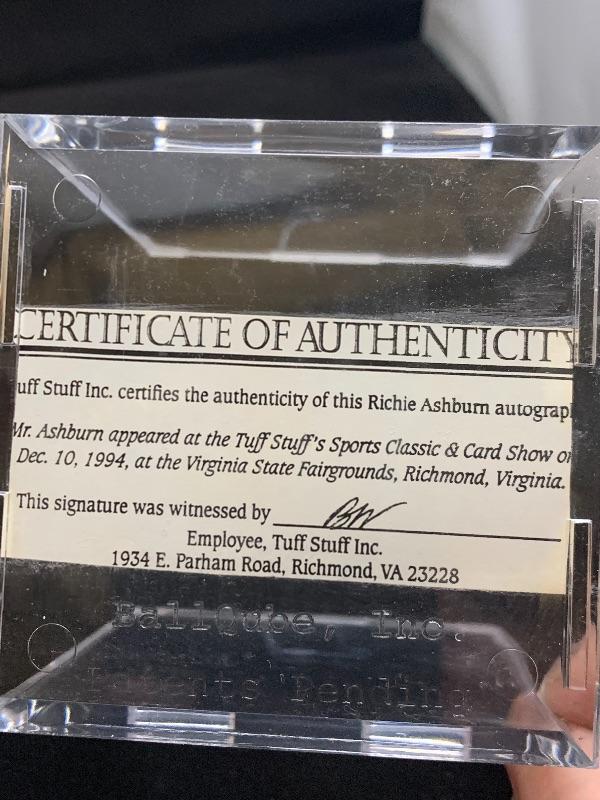 CERTIFICATE OF AUTHENTICITY
uff Stuff Inc. certifies the authenticity of this Richie Ashburn autograp
Mr. Ashburn appeared at the Tuff Stuff's Sports Classic & Card Show on
Dec. 10, 1994, at the Virginia State Fairgrounds, Richmond, Virginia.
This signature was witnessed by BW
Employee, Tuff Stuff Inc.
1934 E. Parham Road, Richmond, VA 23228
BallQube, Inc.
Patents Pending